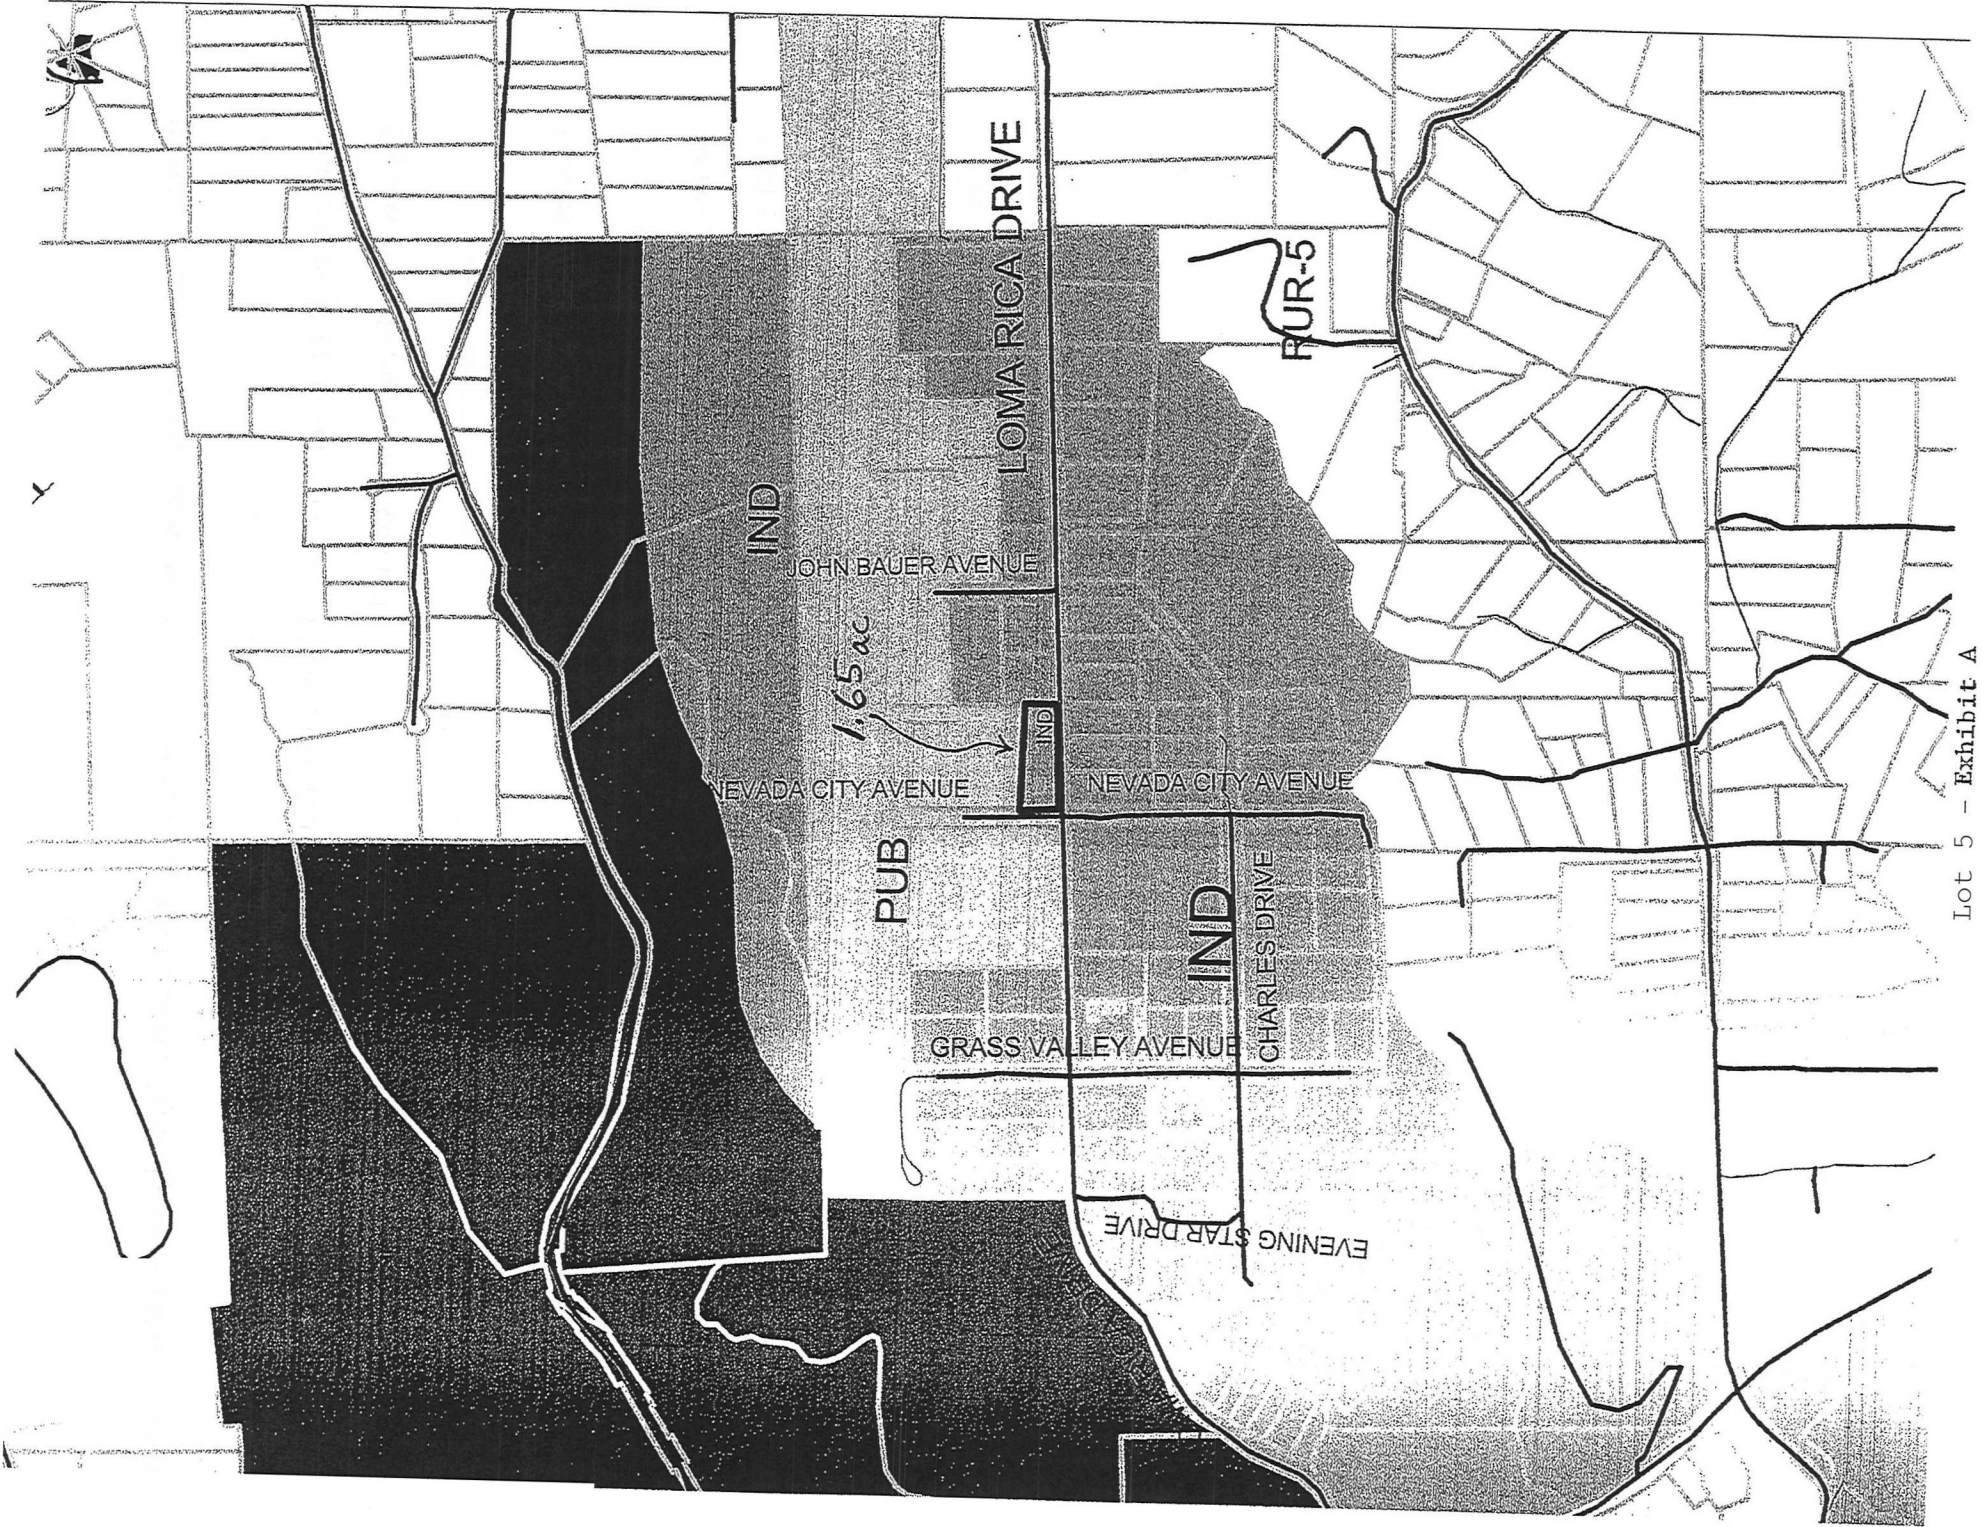 LOMA RICA DRIVE
RUR-5
IND
JOHN BAUER AVENUE
1.65 ac
IND
NEVADA CITY AVENUE
NEVADA CITY AVENUE
PUB
IND
CHARLES DRIVE
GRASS VALLEY AVENUE
EVENING STAR DRIVE
Lot 5 - Exhibit A